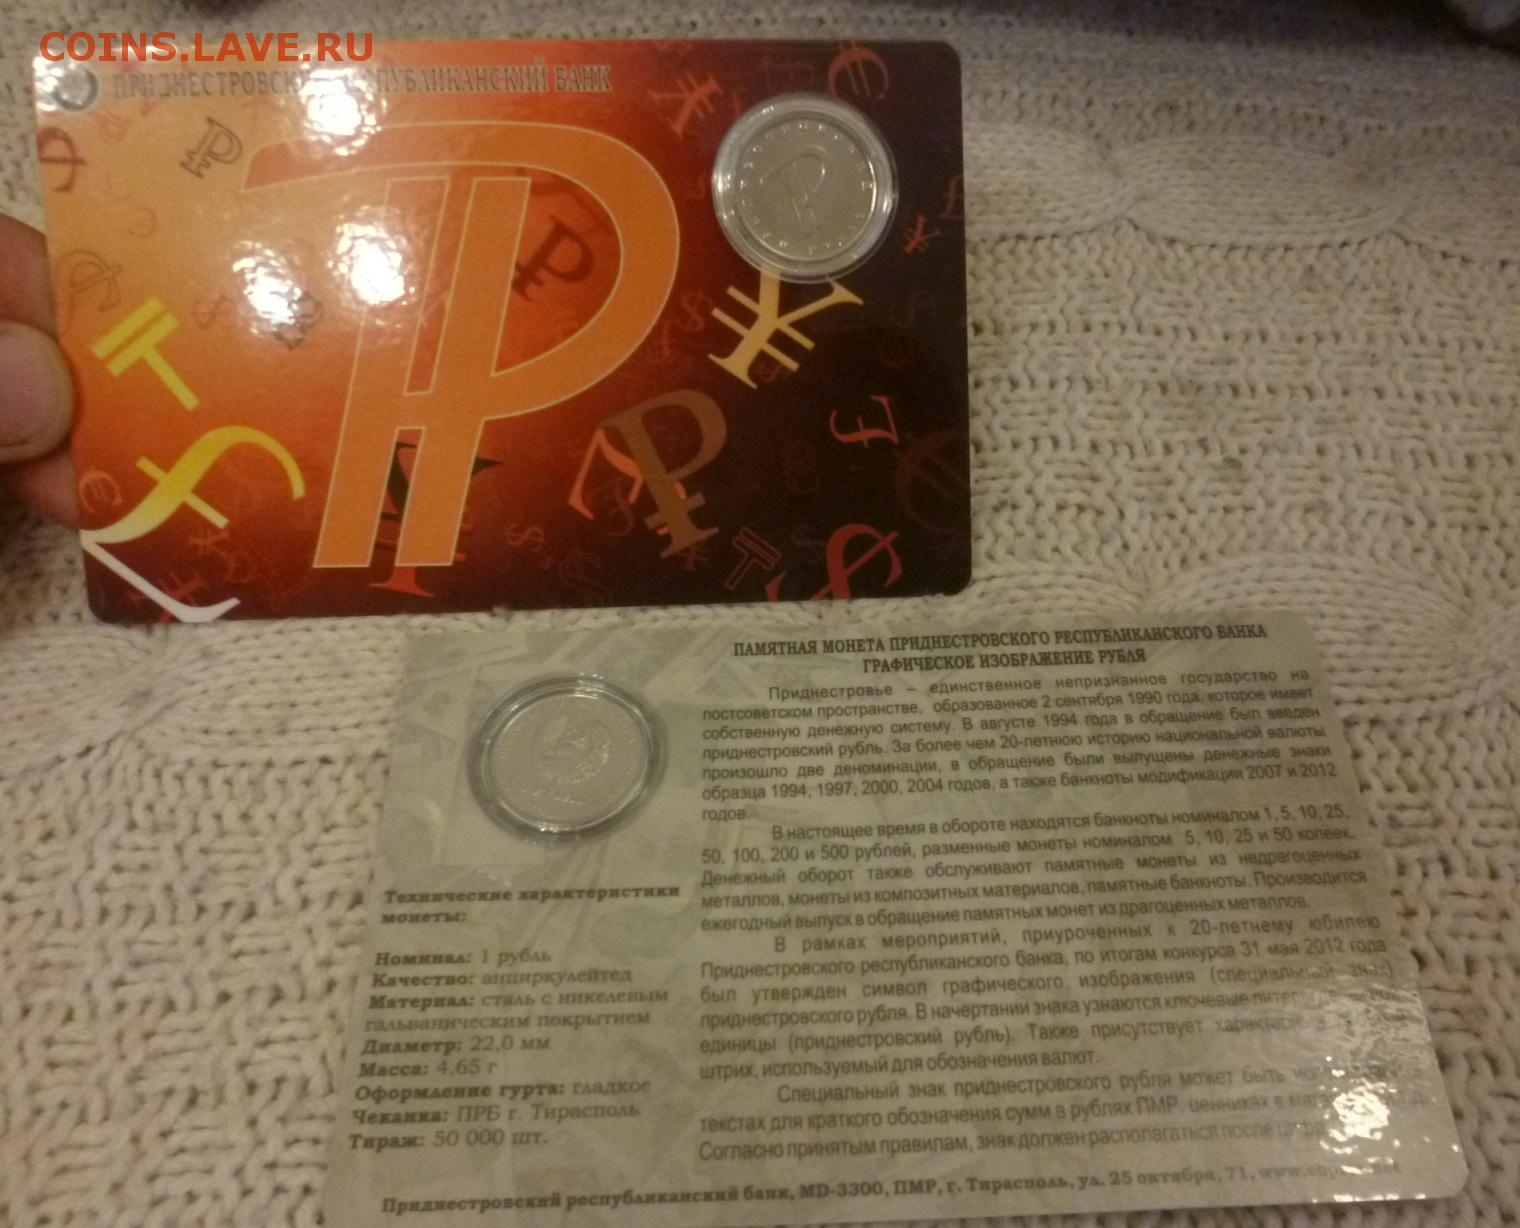 COINS.LAVE.RU
ПРИДНЕСТРОВСКИЙ РЕСПУБЛИКАНСКИЙ БАНК
ПАМЯТНАЯ МОНЕТА ПРИДНЕСТРОВСКОГО РЕСПУБЛИКАНСКОГО БАНКА
ГРАФИЧЕСКОЕ ИЗОБРАЖЕНИЕ РУБЛЯ
Приднестровье – единственное непризнанное государство на
постсоветском пространстве, образованное 2 сентября 1990 года, которое имеет
собственную денежную систему. В августе 1994 года в обращение был введен
приднестровский рубль. За более чем 20-летнюю историю национальной валюты
произошло две деноминации, в обращение были выпущены денежные знаки
образца 1994, 1997, 2000, 2004 годов, а также банкноты модификации 2007 и 2012
годов.
В настоящее время в обороте находятся банкноты номиналом 1, 5, 10, 25,
50, 100, 200 и 500 рублей, разменные монеты номиналом 5, 10, 25 и 50 копеек.
Денежный оборот также обслуживают памятные монеты из недрагоценных
металлов, монеты из композитных материалов, памятные банкноты. Производится
ежегодный выпуск в обращение памятных монет из драгоценных металлов.
В рамках мероприятий, приуроченных к 20-летнему юбилею
Приднестровского республиканского банка, по итогам конкурса 31 мая 2012 года
был утвержден символ графического изображения (специальный знак)
приднестровского рубля. В начертании знака узнаются ключевые литеры
единицы (приднестровский рубль). Также присутствует
штрих, используемый для обозначения валют.
Специальный знак приднестровского рубля может быть
текстах для краткого обозначения сумм в рублях ПМР, ценниках в
Согласно принятым правилам, знак должен располагаться после
Технические характеристики
монеты:
Номинал: 1 рубль
Качество: анциркулейтед
Материал: сталь с никелевым
гальваническим покрытием
Диаметр: 22,0 мм
Масса: 4,65 г
Оформление гурта: гладкое
Чеканка: ПРБ г. Тирасполь
Тираж: 50 000 шт.
Приднестровский республиканский банк, MD-3300, ПМР, г. Тирасполь, ул. 25 октября, 71,